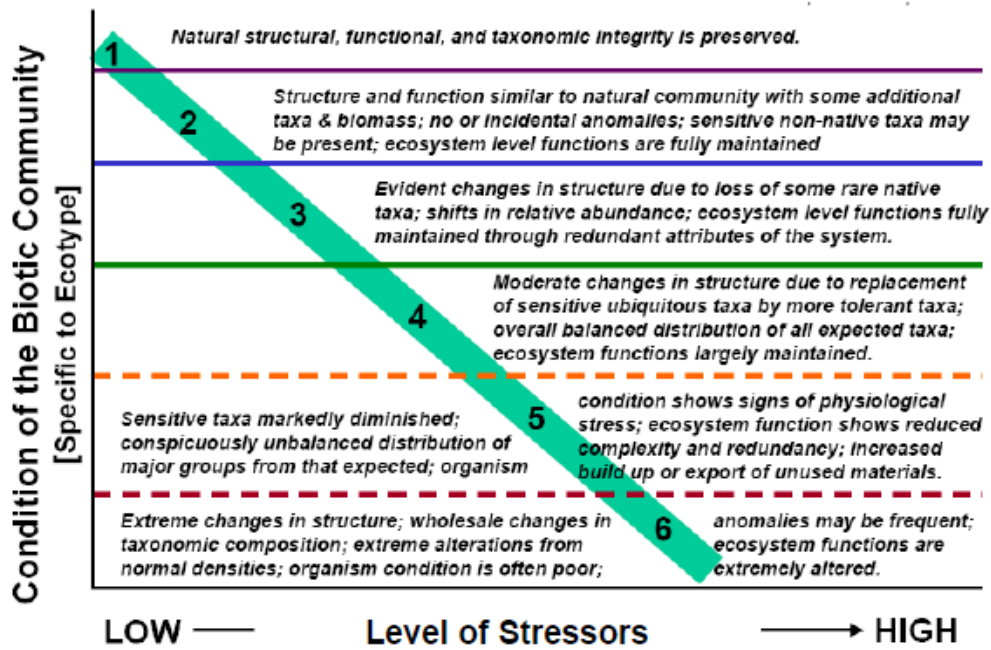 Condition of the Biotic Community
[Specific to Ecotype]
1
Natural structural, functional, and taxonomic integrity is preserved.
2
Structure and function similar to natural community with some additional
taxa & biomass; no or incidental anomalies; sensitive non-native taxa may
be present; ecosystem level functions are fully maintained
3
Evident changes in structure due to loss of some rare native
taxa; shifts in relative abundance; ecosystem level functions fully
maintained through redundant attributes of the system.
4
Moderate changes in structure due to replacement
of sensitive ubiquitous taxa by more tolerant taxa;
overall balanced distribution of all expected taxa;
ecosystem functions largely maintained.
Sensitive taxa markedly diminished;
conspicuously unbalanced distribution of
major groups from that expected; organism
5
condition shows signs of physiological
stress; ecosystem function shows reduced
complexity and redundancy; increased
build up or export of unused materials.
Extreme changes in structure; wholesale changes in
taxonomic composition; extreme alterations from
normal densities; organism condition is often poor;
6
anomalies may be frequent;
ecosystem functions are
extremely altered.
LOW Level of Stressors HIGH